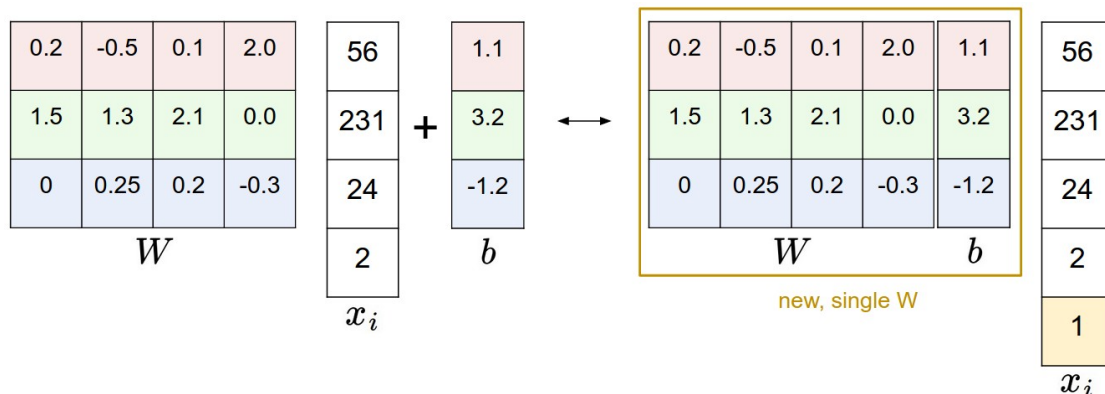 0.2 -0.5 0.1 2.0 56 1.1 0.2 -0.5 0.1 2.0 1.1 56
1.5 1.3 2.1 0.0 231 + 3.2 ↔ 1.5 1.3 2.1 0.0 3.2 231
0 0.25 0.2 -0.3 24 -1.2 0 0.25 0.2 -0.3 -1.2 24
W 2 b W b 2
new, single W
x_i 1
x_i